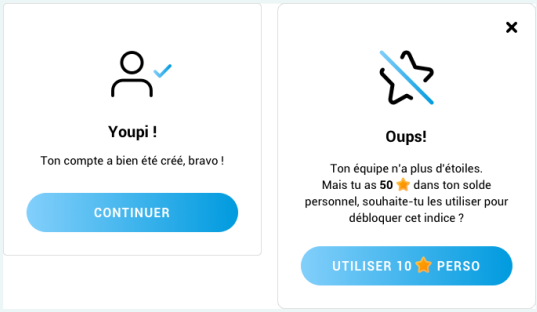 Youpi !
Ton compte a bien été créé, bravo !
CONTINUER
Oups!
Ton équipe n'a plus d'étoiles.
Mais tu as 50 ⭐ dans ton solde
personnel, souhaite-tu les utiliser pour
débloquer cet indice ?
UTILISER 10 ⭐ PERSO